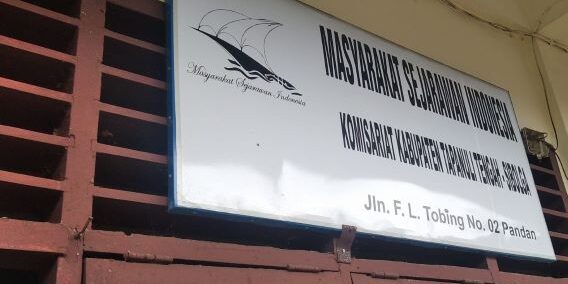 Masyarakat Sejarawan Indonesia
MASYARAKAT SEJARAWAN INDONESIA
KOMISARIAT KABUPATEN TAPANULI TENGAH - SIBOLGA
Jln. F. L. Tobing No. 02 Pandan